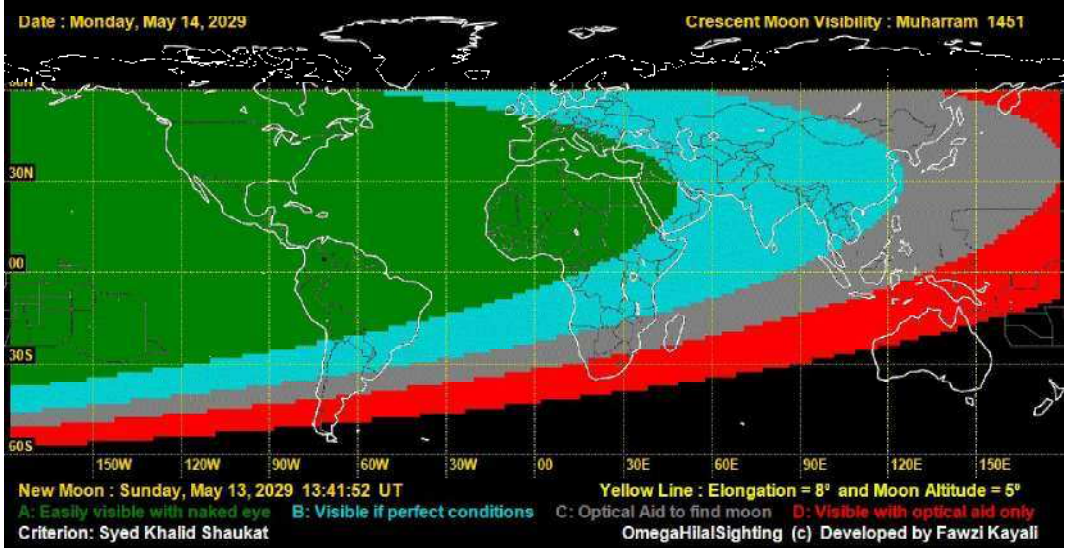 Date : Monday, May 14, 2029
Crescent Moon Visibility : Muharram 1451
60N
30N
00
30S
60S
150W 120W 90W 60W 30W 00 30E 60E 90E 120E 150E
New Moon : Sunday, May 13, 2029 13:41:52 UT
Yellow Line : Elongation = 8° and Moon Altitude = 5°
A: Easily visible with naked eye B: Visible if perfect conditions C: Optical Aid to find moon D: Visible with optical aid only
Criterion: Syed Khalid Shaukat
OmegaHilalSighting (c) Developed by Fawzi Kayali